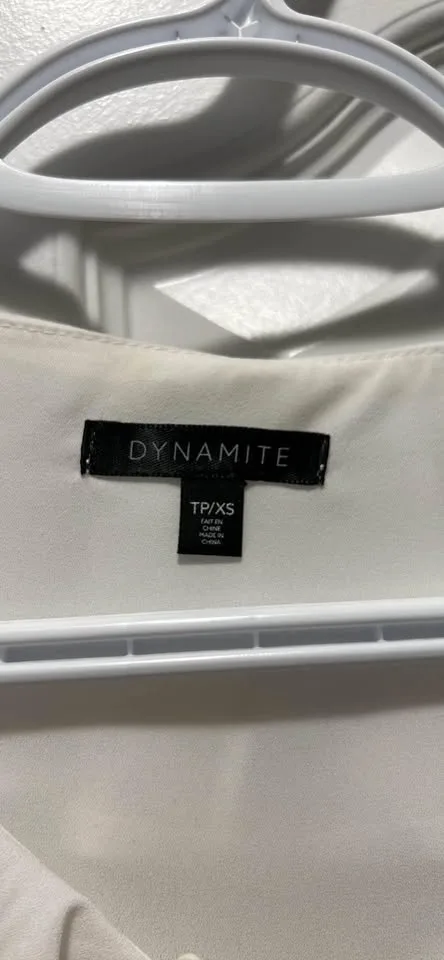 DYNAMITE
TP/XS
FAIT EN
CHINE
MADE IN
CHINA